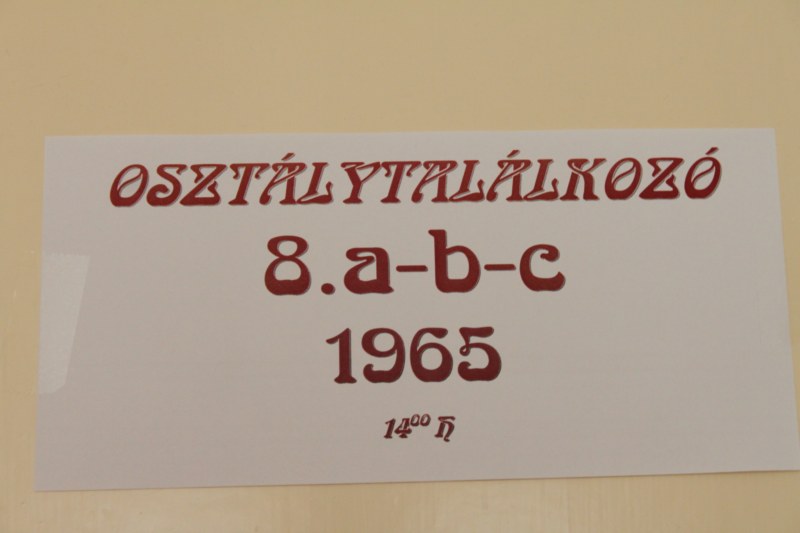 OSZTÁLYTALÁLKOZÓ
8.a-b-c
1965
14⁰⁰ h